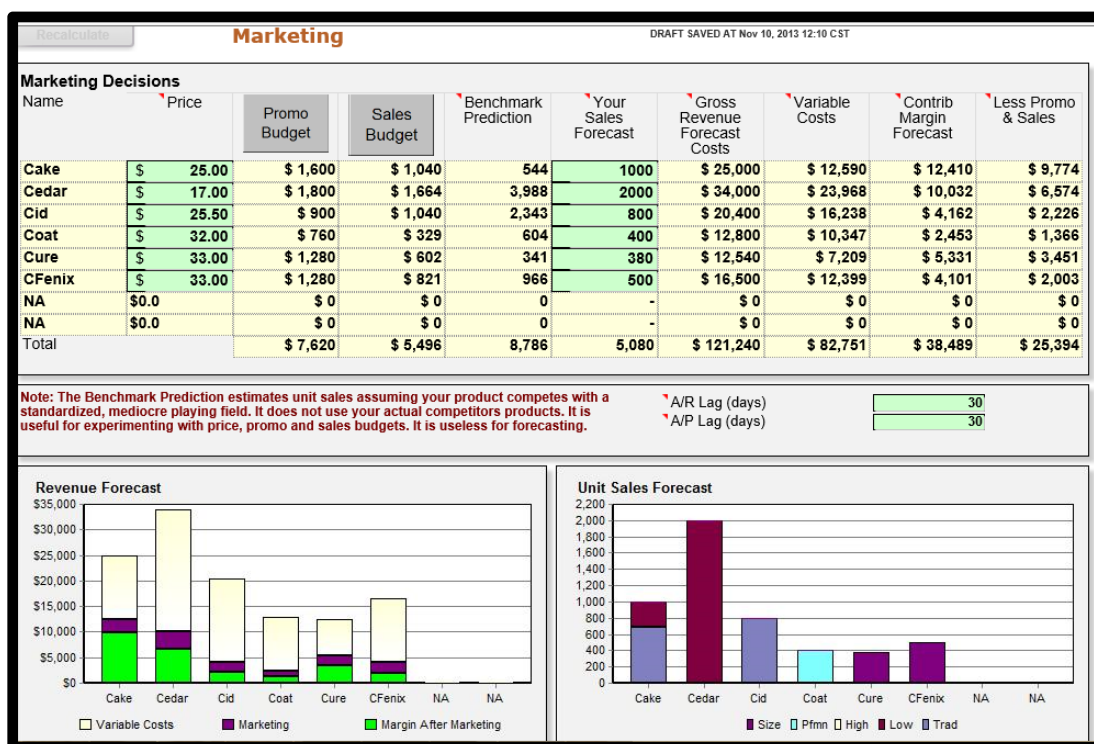 Recalculate Marketing DRAFT SAVED AT Nov 10, 2013 12:10 CST
Marketing Decisions
Name Price Promo Budget Sales Budget Benchmark Prediction Your Sales Forecast Gross Revenue Forecast Costs Variable Costs Contrib Margin Forecast Less Promo & Sales
Cake $ 25.00 $ 1,600 $ 1,040 544 1000 $ 25,000 $ 12,590 $ 12,410 $ 9,774
Cedar $ 17.00 $ 1,800 $ 1,664 3,988 2000 $ 34,000 $ 23,968 $ 10,032 $ 6,574
Cid $ 25.50 $ 900 $ 1,040 2,343 800 $ 20,400 $ 16,238 $ 4,162 $ 2,226
Coat $ 32.00 $ 760 $ 329 604 400 $ 12,800 $ 10,347 $ 2,453 $ 1,366
Cure $ 33.00 $ 1,280 $ 602 341 380 $ 12,540 $ 7,209 $ 5,331 $ 3,451
CFenix $ 33.00 $ 1,280 $ 821 966 500 $ 16,500 $ 12,399 $ 4,101 $ 2,003
NA $0.0 $ 0 $ 0 0 - $ 0 $ 0 $ 0 $ 0
NA $0.0 $ 0 $ 0 0 - $ 0 $ 0 $ 0 $ 0
Total $ 7,620 $ 5,496 8,786 5,080 $ 121,240 $ 82,751 $ 38,489 $ 25,394
Note: The Benchmark Prediction estimates unit sales assuming your product competes with a
standardized, mediocre playing field. It does not use your actual competitors products. It is
useful for experimenting with price, promo and sales budgets. It is useless for forecasting.
A/R Lag (days) 30
A/P Lag (days) 30
Revenue Forecast
$35,000
$30,000
$25,000
$20,000
$15,000
$10,000
$5,000
$0
Cake Cedar Cid Coat Cure CFenix NA NA
Variable Costs Marketing Margin After Marketing
Unit Sales Forecast
2,200
2,000
1,800
1,600
1,400
1,200
1,000
800
600
400
200
0
Cake Cedar Cid Coat Cure CFenix NA NA
Size Pfmn High Low Trad